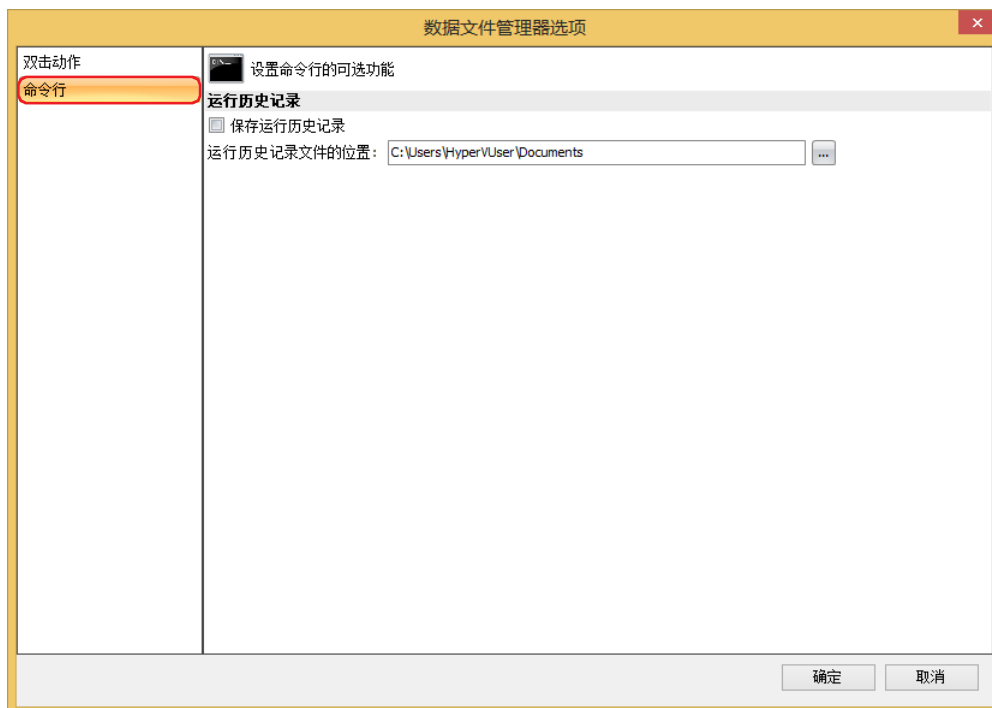 数据文件管理器选项
双击动作
命令行
设置命令行的可选功能
运行历史记录
保存运行历史记录
运行历史记录文件的位置: C:\Users\HyperVUser\Documents ...
确定 取消